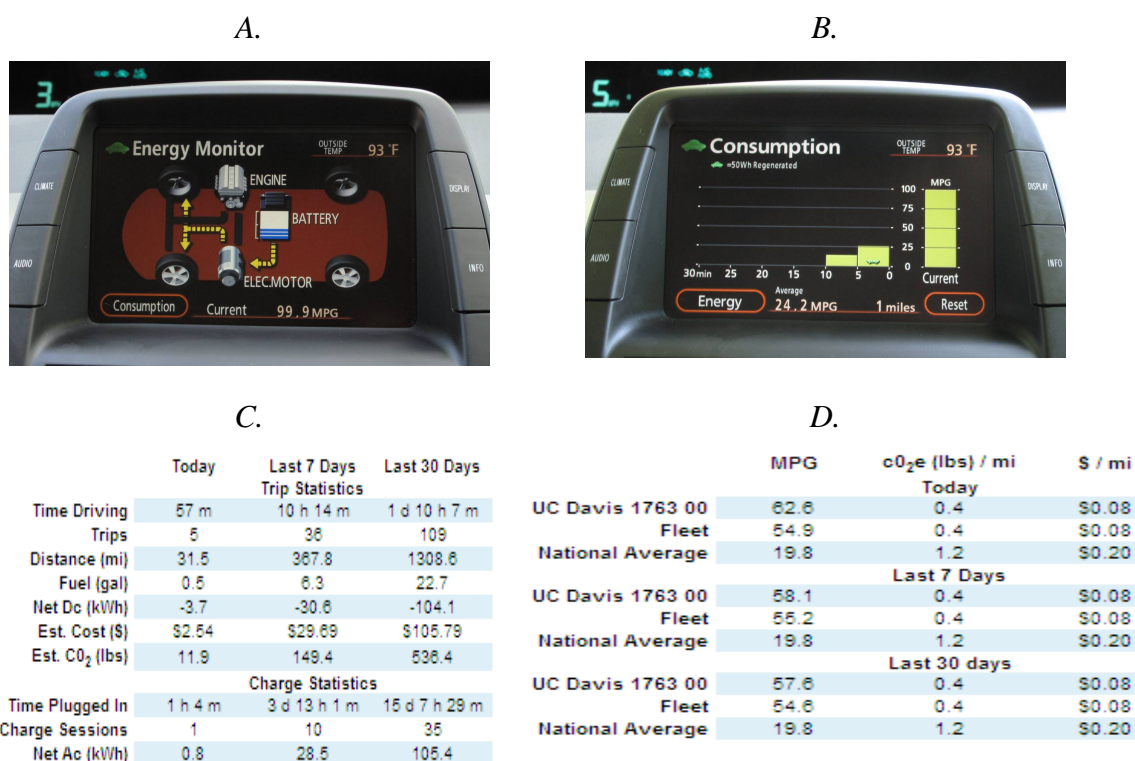 A.
B.
3
Energy Monitor
OUTSIDE TEMP 93 °F
CLIMATE
DISPLAY
ENGINE
BATTERY
AUDIO
INFO
ELEC.MOTOR
Consumption Current 99.9 MPG
5
Consumption
OUTSIDE TEMP 93 °F
=50Wh Regenerated
CLIMATE
DISPLAY
100 MPG
75
50
25
0
AUDIO
INFO
30min 25 20 15 10 5 0 Current
Energy Average 24.2 MPG 1 miles Reset
C.
D.
Today Last 7 Days Last 30 Days
Trip Statistics
Time Driving 57 m 10 h 14 m 1 d 10 h 7 m
Trips 5 36 109
Distance (mi) 31.5 367.8 1308.6
Fuel (gal) 0.5 6.3 22.7
Net Dc (kWh) -3.7 -30.6 -104.1
Est. Cost ($) $2.54 $29.69 $105.79
Est. C0₂ (lbs) 11.9 149.4 536.4
Charge Statistics
Time Plugged In 1 h 4 m 3 d 13 h 1 m 15 d 7 h 29 m
Charge Sessions 1 10 35
Net Ac (kWh) 0.8 28.5 105.4
MPG c0₂e (lbs) / mi $ / mi
Today
UC Davis 1763 00 62.6 0.4 $0.08
Fleet 54.9 0.4 $0.08
National Average 19.8 1.2 $0.20
Last 7 Days
UC Davis 1763 00 58.1 0.4 $0.08
Fleet 55.2 0.4 $0.08
National Average 19.8 1.2 $0.20
Last 30 days
UC Davis 1763 00 57.6 0.4 $0.08
Fleet 54.6 0.4 $0.08
National Average 19.8 1.2 $0.20